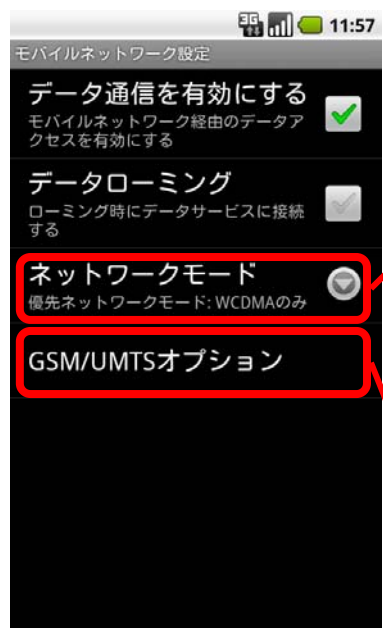 3G 11:57
モバイルネットワーク設定
データ通信を有効にする
モバイルネットワーク経由のデータア
クセスを有効にする
データローミング
ローミング時にデータサービスに接続
する
ネットワークモード
優先ネットワークモード: WCDMAのみ
GSM/UMTSオプション